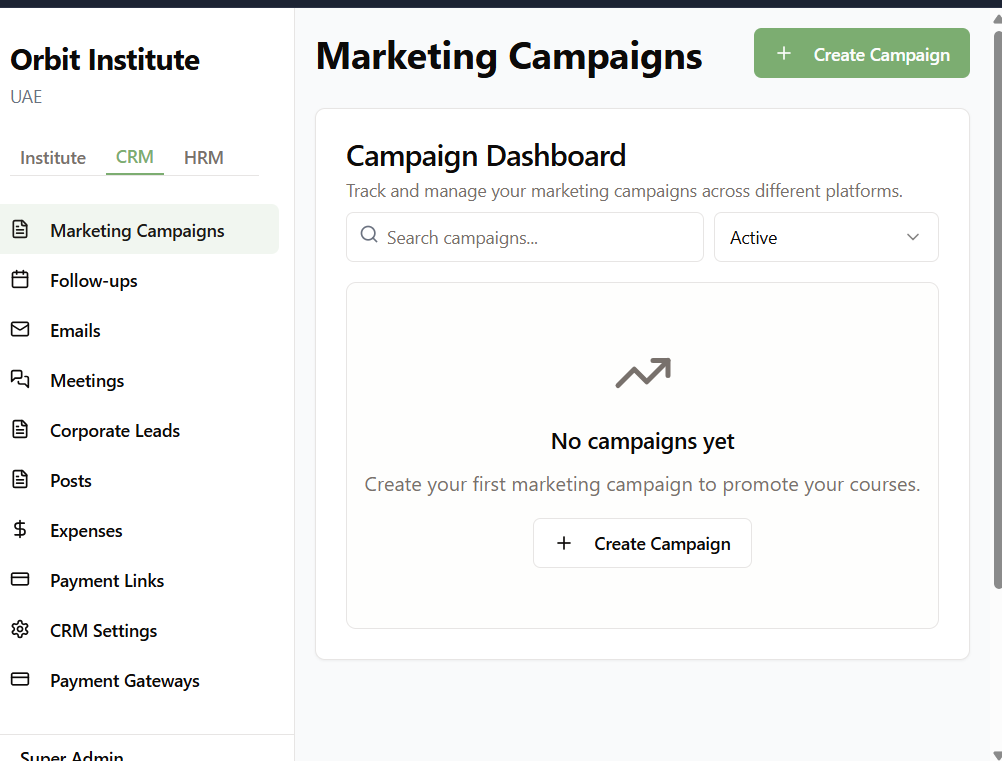 Orbit Institute
UAE
Institute CRM HRM
Marketing Campaigns
Follow-ups
Emails
Meetings
Corporate Leads
Posts
Expenses
Payment Links
CRM Settings
Payment Gateways
Super Admin
Marketing Campaigns
Create Campaign
Campaign Dashboard
Track and manage your marketing campaigns across different platforms.
Search campaigns...
Active
No campaigns yet
Create your first marketing campaign to promote your courses.
Create Campaign